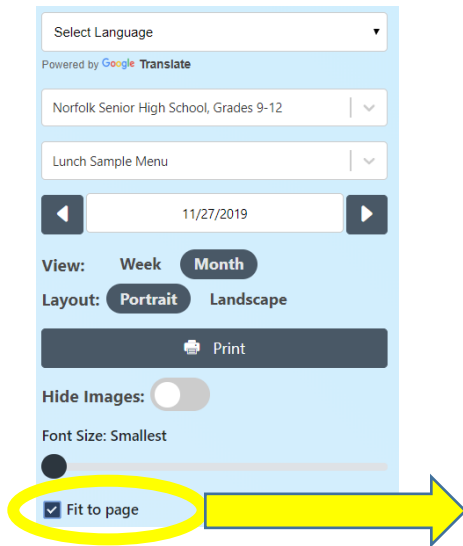 Select Language
Powered by Google Translate
Norfolk Senior High School, Grades 9-12
Lunch Sample Menu
11/27/2019
View: Week Month
Layout: Portrait Landscape
Print
Hide Images:
Font Size: Smallest
Fit to page